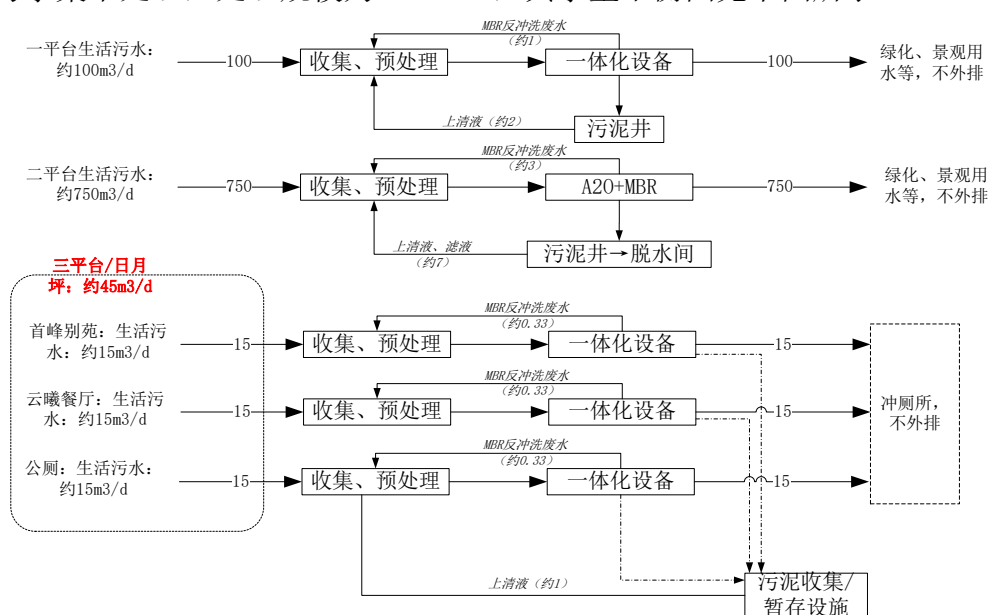 MBR反冲洗废水
(约1)
一平台生活污水:
约100m3/d
100
收集、预处理
一体化设备
100
绿化、景观用
水等,不外排
上清液(约2)
污泥井
MBR反冲洗废水
(约3)
二平台生活污水:
约750m3/d
750
收集、预处理
A2O+MBR
750
绿化、景观用
水等,不外排
上清液、滤液
(约7)
污泥井→脱水间
三平台/日月
坪:约45m3/d
MBR反冲洗废水
(约0.33)
首峰别苑:生活污
水:约15m3/d
15
收集、预处理
一体化设备
15
MBR反冲洗废水
(约0.33)
云曦餐厅:生活污
水:约15m3/d
15
收集、预处理
一体化设备
15
冲厕所,
不外排
MBR反冲洗废水
(约0.33)
公厕:生活污水:
约15m3/d
15
收集、预处理
一体化设备
15
上清液(约1)
污泥收集/
暂存设施